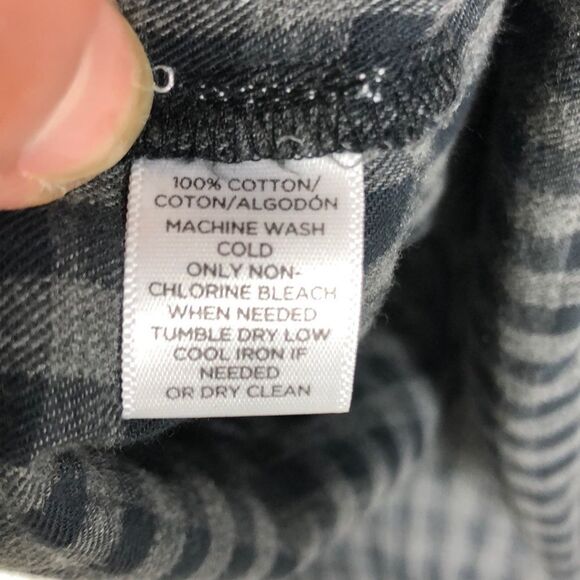 100% COTTON/
COTON/ALGODÓN
MACHINE WASH
COLD
ONLY NON-
CHLORINE BLEACH
WHEN NEEDED
TUMBLE DRY LOW
COOL IRON IF
NEEDED
OR DRY CLEAN